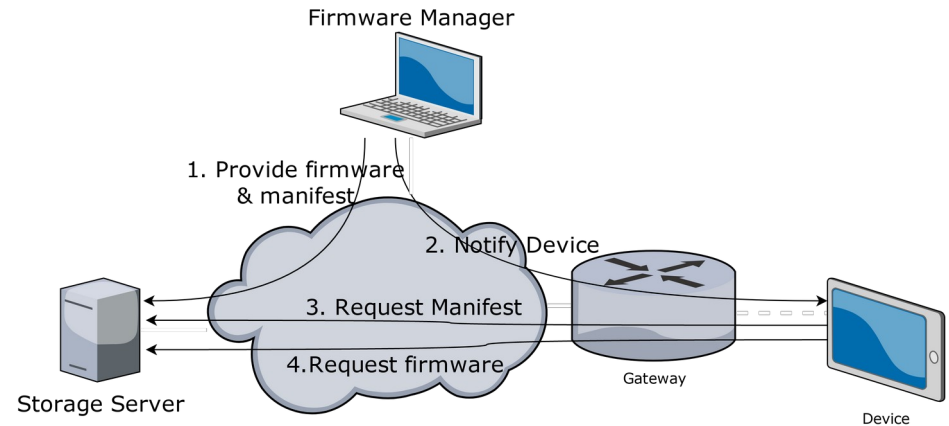 Firmware Manager
1. Provide firmware
& manifest
2. Notify Device
3. Request Manifest
4.Request firmware
Gateway
Storage Server
Device